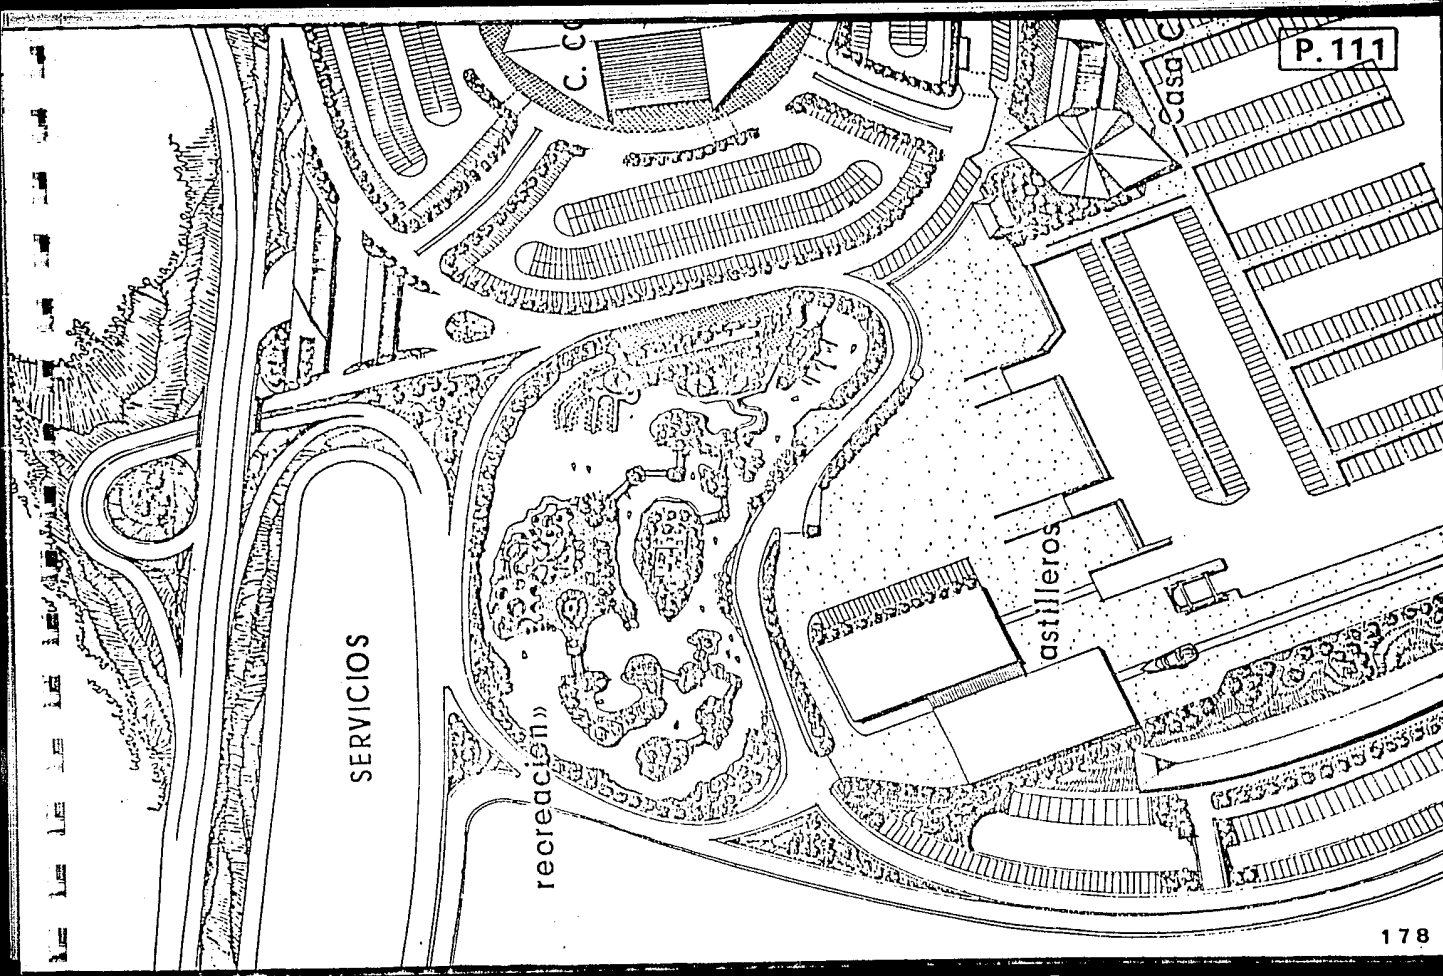 P. 111
C. C
Casa C
SERVICIOS
recreación»
astilleros
178